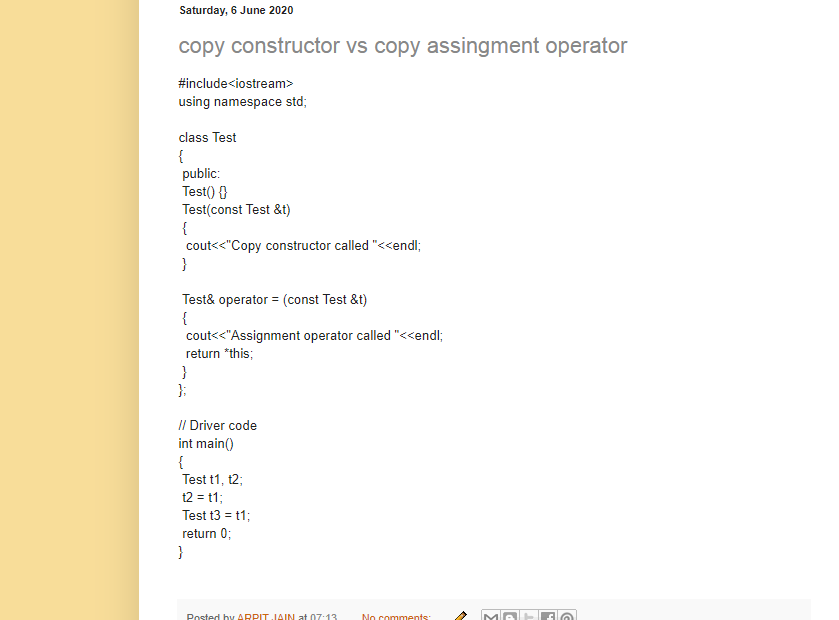 Saturday, 6 June 2020
copy constructor vs copy assingment operator
#include<iostream>
using namespace std;
class Test
{
public:
Test() {}
Test(const Test &t)
{
cout<<"Copy constructor called "<<endl;
}
Test& operator = (const Test &t)
{
cout<<"Assignment operator called "<<endl;
return *this;
}
};
// Driver code
int main()
{
Test t1, t2;
t2 = t1;
Test t3 = t1;
return 0;
}
Posted by ARPIT JAIN at 07:13 No comments: